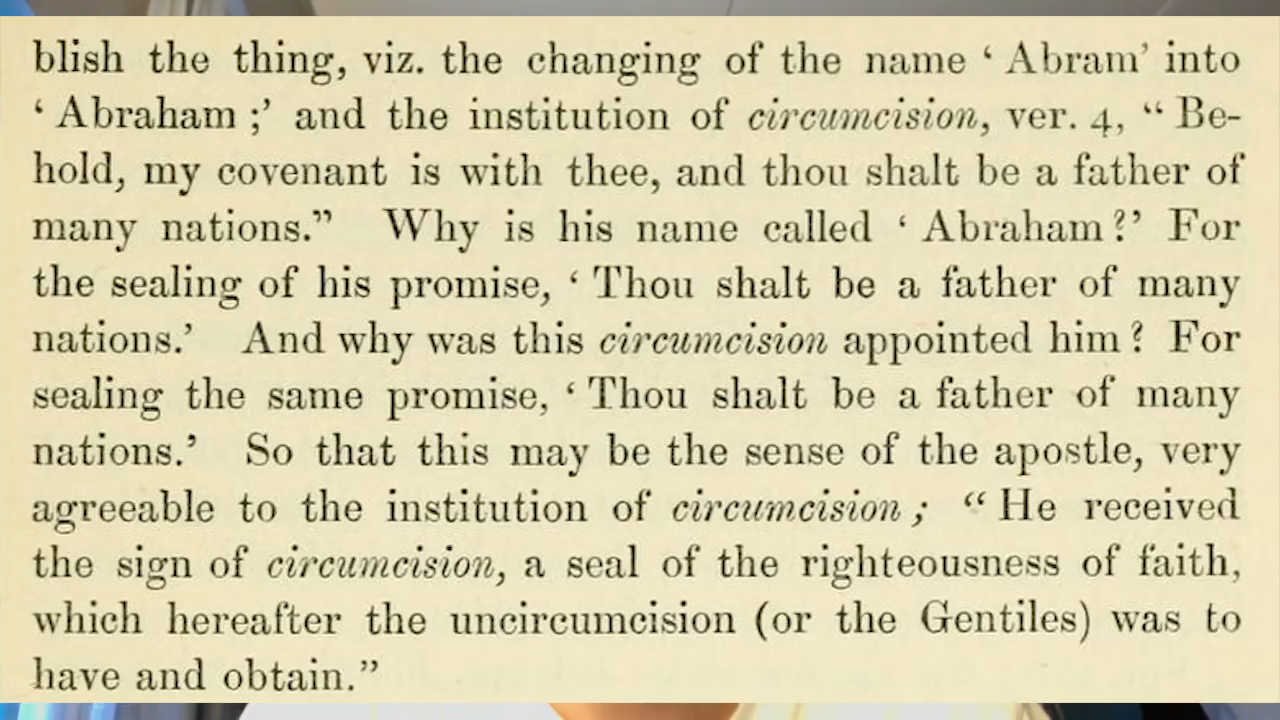 blish the thing, viz. the changing of the name ‘ Abram’ into
‘ Abraham ;’ and the institution of circumcision, ver. 4, “ Be-
hold, my covenant is with thee, and thou shalt be a father of
many nations.” Why is his name called ‘ Abraham ?’ For
the sealing of his promise, ‘ Thou shalt be a father of many
nations.’ And why was this circumcision appointed him ? For
sealing the same promise, ‘ Thou shalt be a father of many
nations.’ So that this may be the sense of the apostle, very
agreeable to the institution of circumcision ; “ He received
the sign of circumcision, a seal of the righteousness of faith,
which hereafter the uncircumcision (or the Gentiles) was to
have and obtain.”